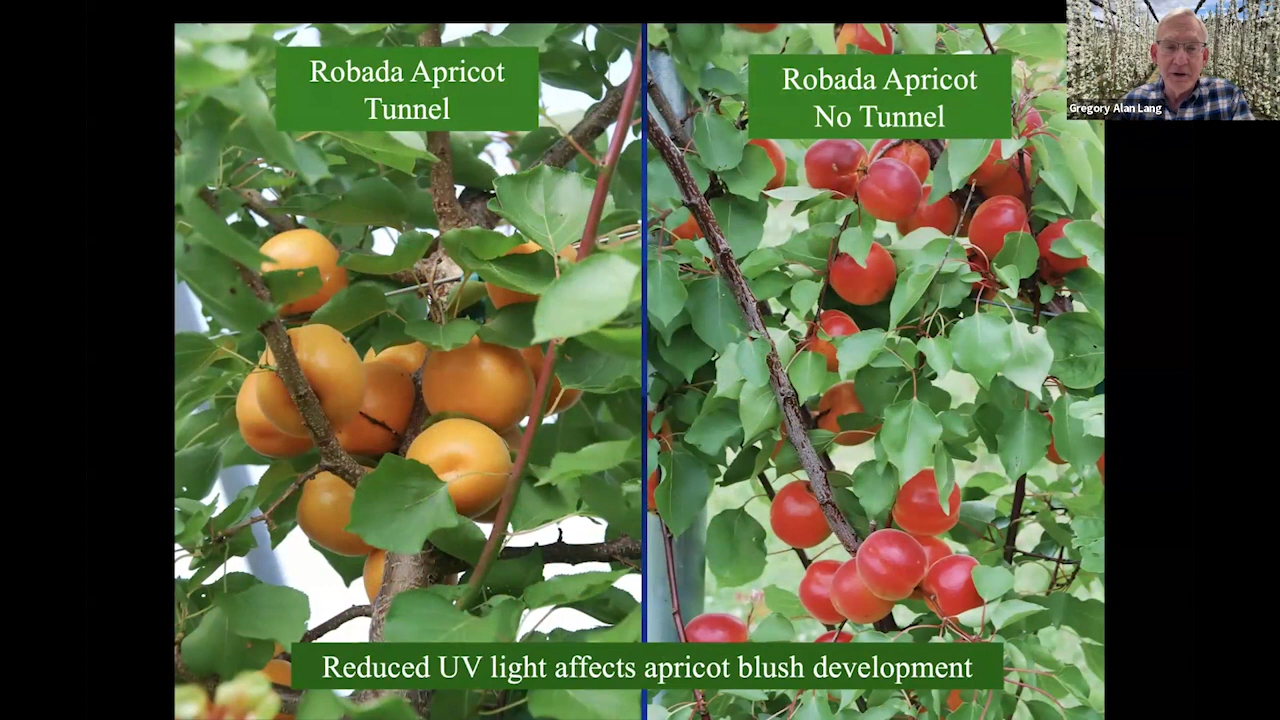 Robada Apricot
Tunnel
Robada Apricot
No Tunnel
Gregory Alan Lang
Reduced UV light affects apricot blush development